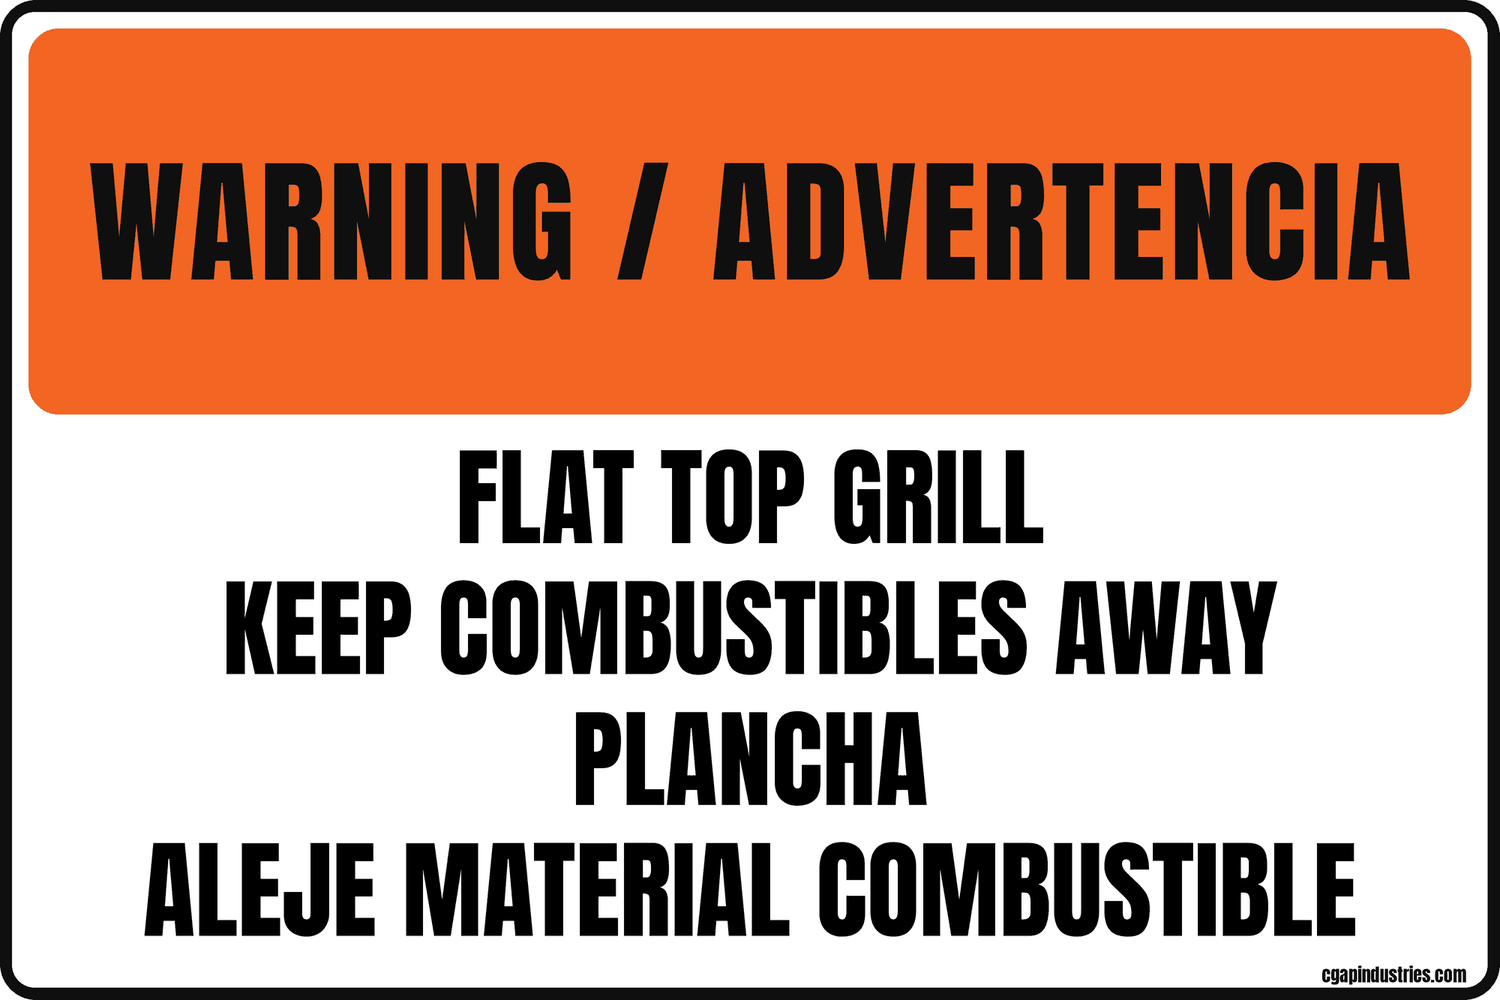 WARNING / ADVERTENCIA
FLAT TOP GRILL
KEEP COMBUSTIBLES AWAY
PLANCHA
ALEJE MATERIAL COMBUSTIBLE
cgapindustries.com